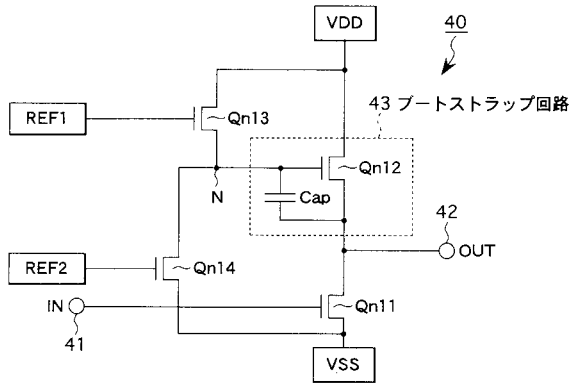 VDD
40
43 ブートストラップ回路
REF1
Qn13
Qn12
N
Cap
42
OUT
REF2
Qn14
IN
Qn11
41
VSS